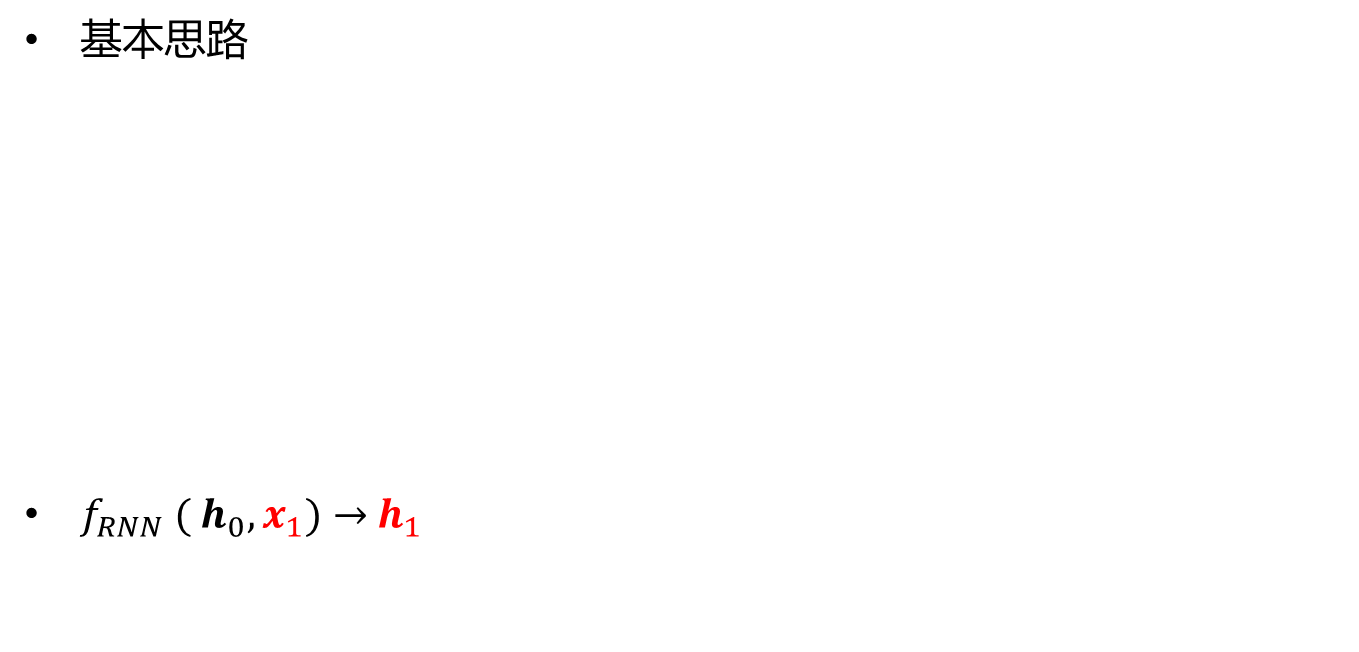 • 基本思路
• f_RNN ( h_0, x_1) → h_1